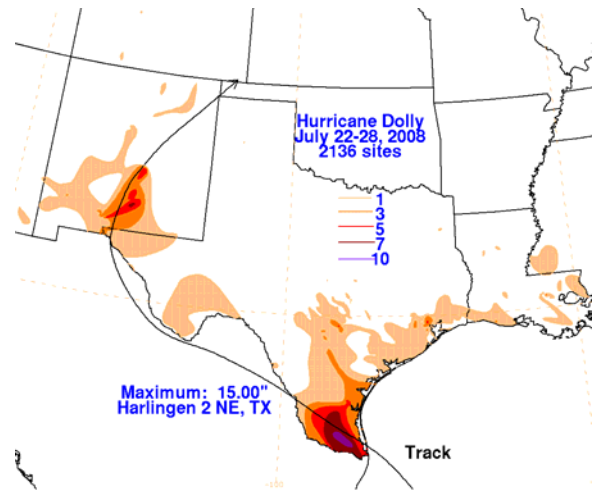 Hurricane Dolly
July 22-28, 2008
2136 sites
1
3
5
7
10
Maximum: 15.00"
Harlingen 2 NE, TX
Track
-100